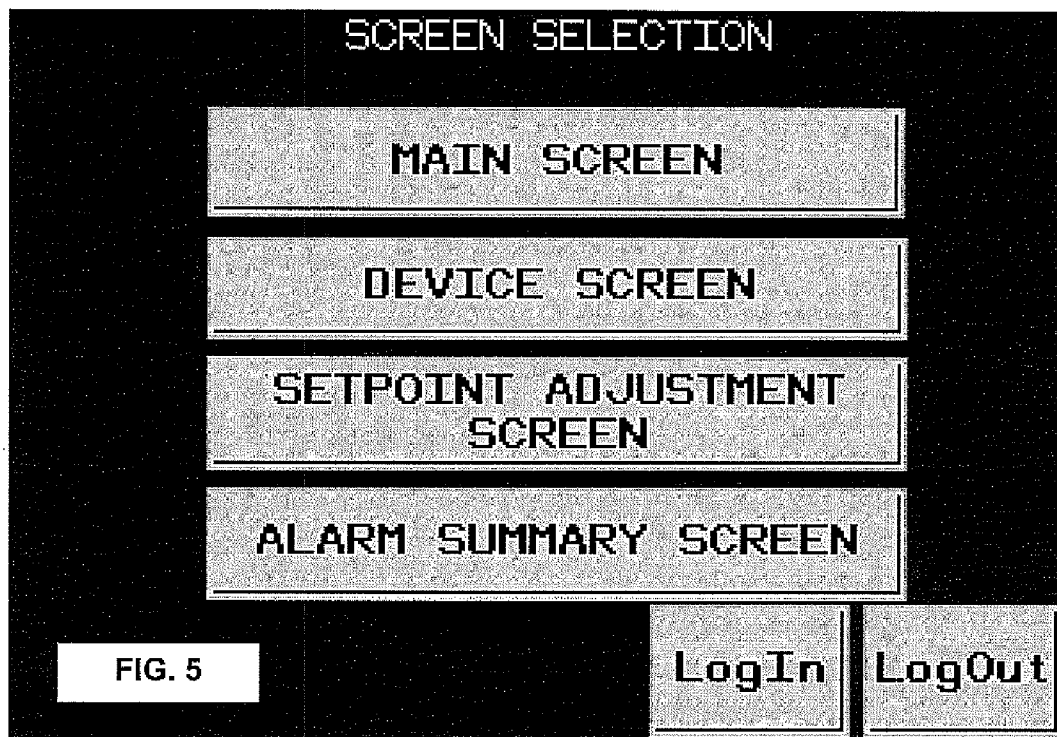 SCREEN SELECTION
MAIN SCREEN
DEVICE SCREEN
SETPOINT ADJUSTMENT
SCREEN
ALARM SUMMARY SCREEN
FIG. 5
LogIn
LogOut